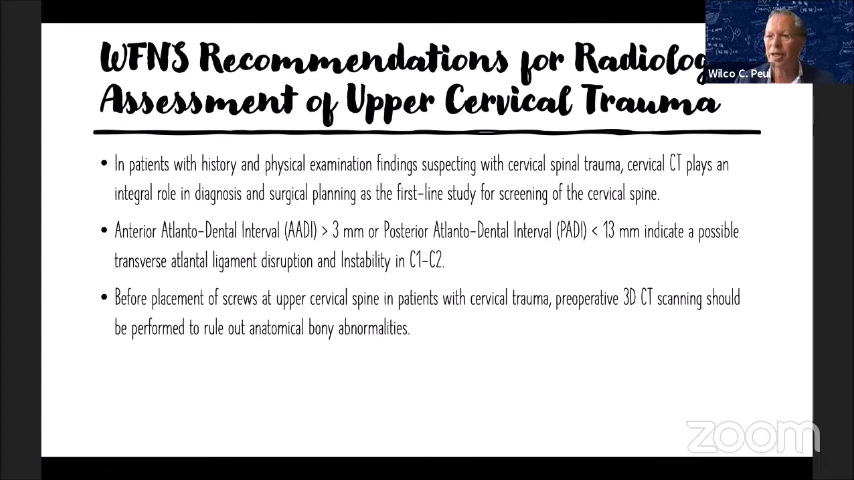 WFNS Recommendations for Radiolog
Wilco C. Peul
Assessment of Upper Cervical Trauma
• In patients with history and physical examination findings suspecting with cervical spinal trauma, cervical CT plays an
integral role in diagnosis and surgical planning as the first-line study for screening of the cervical spine.
• Anterior Atlanto-Dental Interval (AADI) > 3 mm or Posterior Atlanto-Dental Interval (PADI) < 13 mm indicate a possible
transverse atlantal ligament disruption and Instability in C1-C2.
• Before placement of screws at upper cervical spine in patients with cervical trauma, preoperative 3D CT scanning should
be performed to rule out anatomical bony abnormalities.
zoom